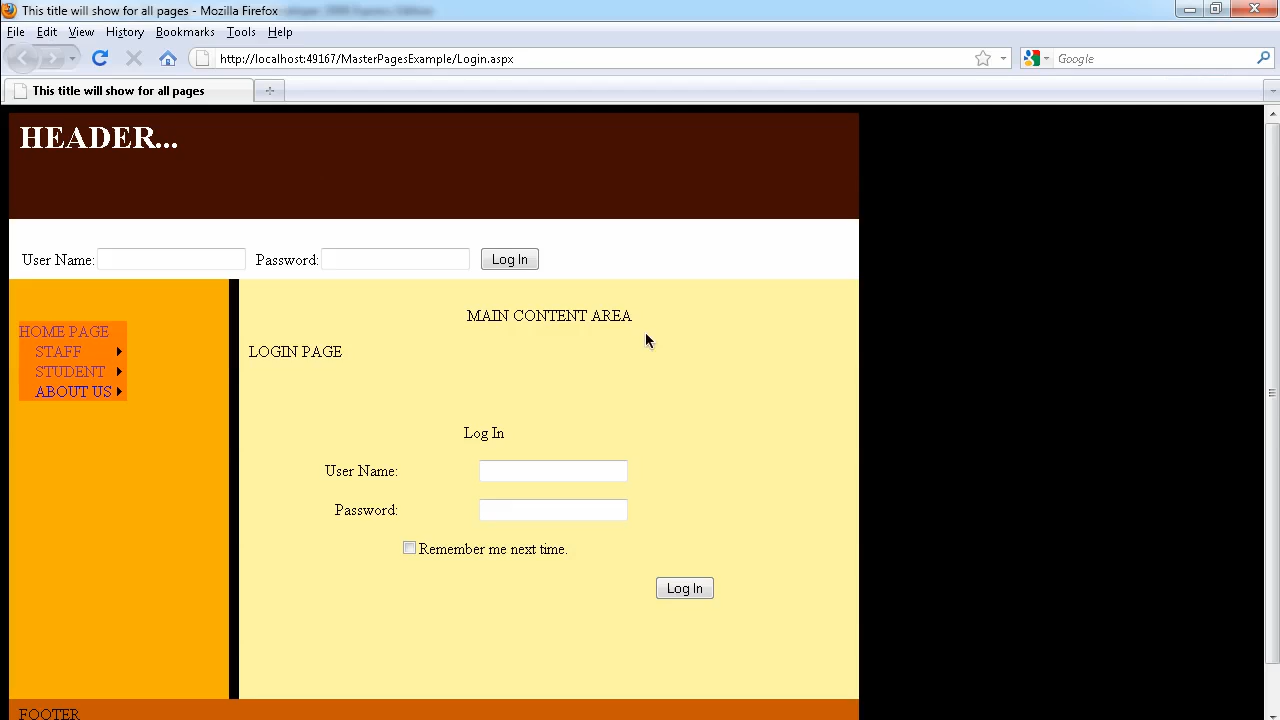 This title will show for all pages - Mozilla Firefox
File Edit View History Bookmarks Tools Help
http://localhost:49167/MasterPagesExample/Login.aspx
Google
This title will show for all pages
HEADER...
User Name: Password: Log In
MAIN CONTENT AREA
HOME PAGE
STAFF
STUDENT
ABOUT US
LOGIN PAGE
Log In
User Name:
Password:
Remember me next time.
Log In
FOOTER